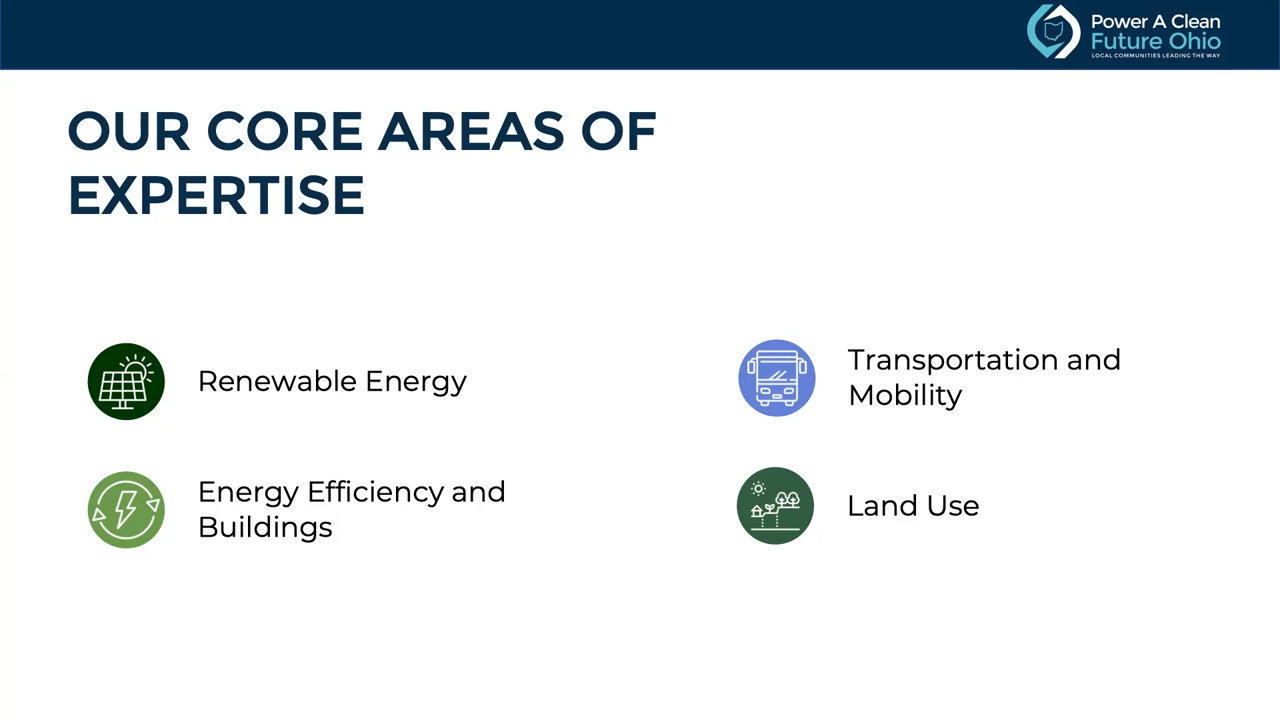 Power A Clean
Future Ohio
LOCAL COMMUNITIES LEADING THE WAY
OUR CORE AREAS OF
EXPERTISE
Renewable Energy
Energy Efficiency and
Buildings
Transportation and
Mobility
Land Use